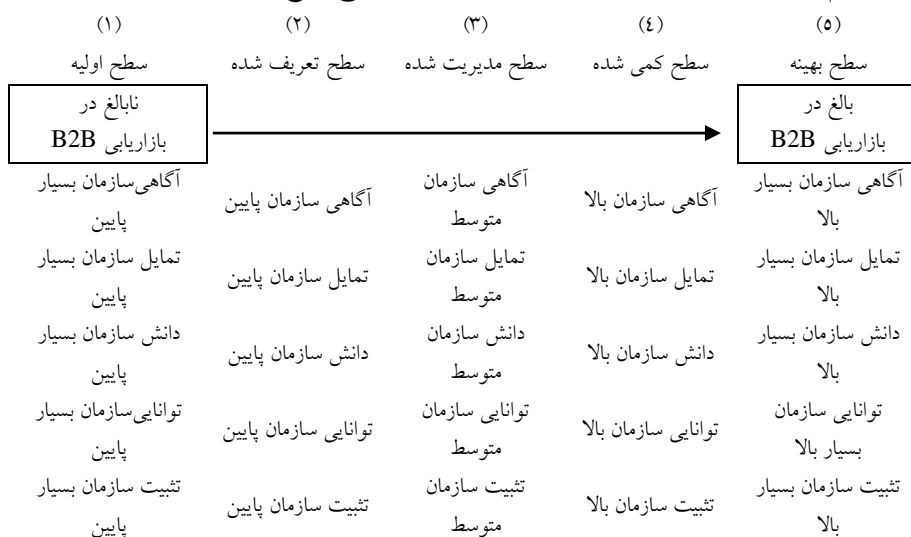 (۱) (۲) (۳) (٤) (٥)
سطح اولیه سطح تعریف شده سطح مدیریت شده سطح کمی شده سطح بهینه
نابالغ در بالغ در
بازاریابی B2B بازاریابی B2B
آگاهی‌سازمان بسیار پایین آگاهی سازمان پایین آگاهی سازمان متوسط آگاهی سازمان بالا آگاهی سازمان بسیار بالا
تمایل سازمان بسیار پایین تمایل سازمان پایین تمایل سازمان متوسط تمایل سازمان بالا تمایل سازمان بسیار بالا
دانش سازمان بسیار پایین دانش سازمان پایین دانش سازمان متوسط دانش سازمان بالا دانش سازمان بسیار بالا
توانایی‌سازمان بسیار پایین توانایی سازمان پایین توانایی سازمان متوسط توانایی سازمان بالا توانایی سازمان بسیار بالا
تثبیت سازمان بسیار پایین تثبیت سازمان پایین تثبیت سازمان متوسط تثبیت سازمان بالا تثبیت سازمان بسیار بالا